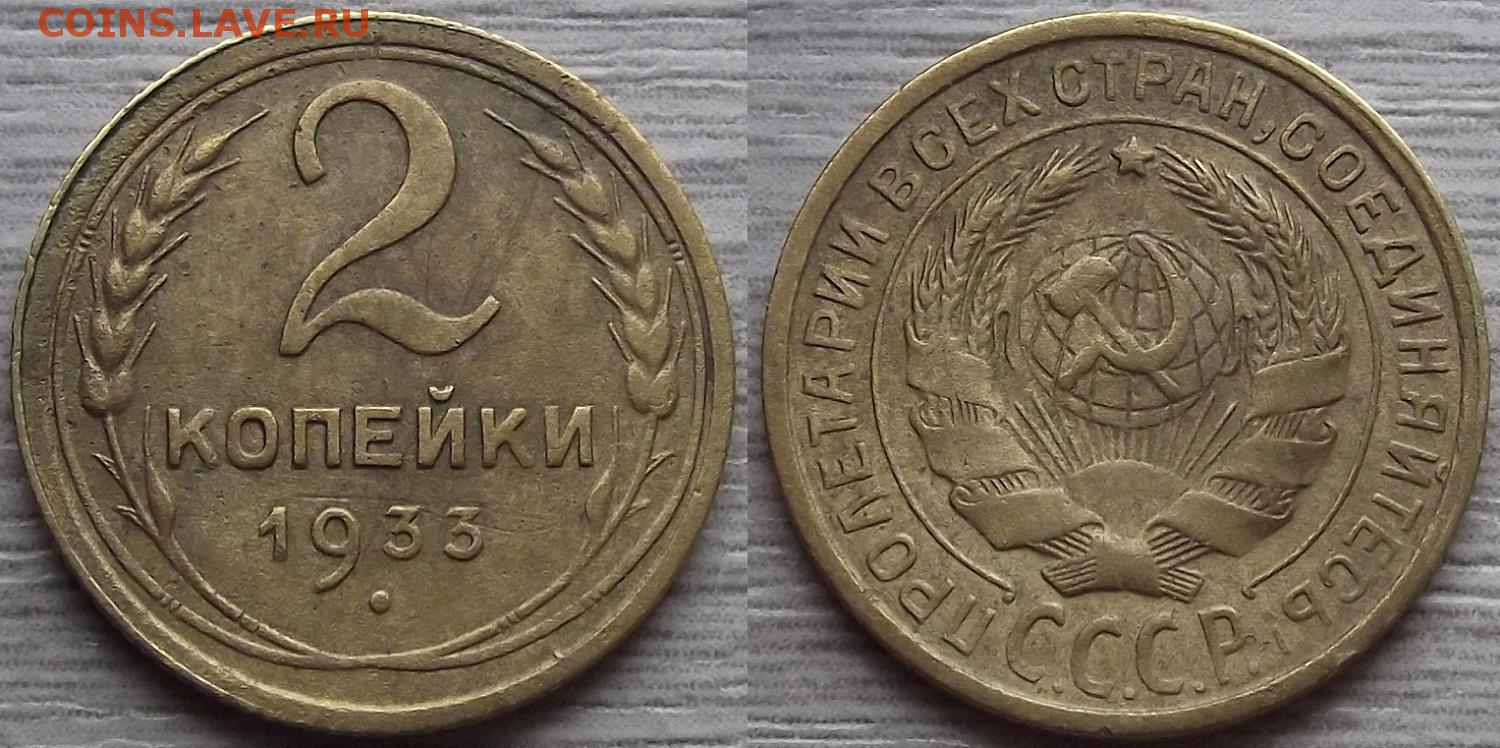 COINS.LAVE.RU
2
КОПЕЙКИ
1933
ПРОЛЕТАРИИ ВСЕХ СТРАН, СОЕДИНЯЙТЕСЬ!
С.С.С.Р.